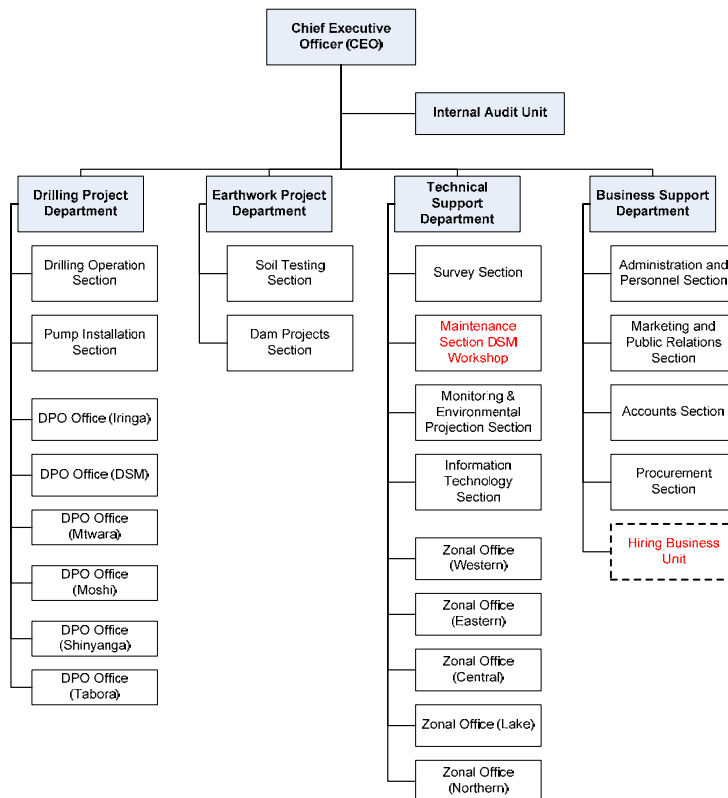 Chief Executive
Officer (CEO)
Internal Audit Unit
Drilling Project
Department
Earthwork Project
Department
Technical
Support
Department
Business Support
Department
Drilling Operation
Section
Pump Installation
Section
DPO Office (Iringa)
DPO Office (DSM)
DPO Office
(Mtwara)
DPO Office
(Moshi)
DPO Office
(Shinyanga)
DPO Office
(Tabora)
Soil Testing
Section
Dam Projects
Section
Survey Section
Maintenance
Section DSM
Workshop
Monitoring &
Environmental
Projection Section
Information
Technology
Section
Zonal Office
(Western)
Zonal Office
(Eastern)
Zonal Office
(Central)
Zonal Office (Lake)
Zonal Office
(Northern)
Administration and
Personnel Section
Marketing and
Public Relations
Section
Accounts Section
Procurement
Section
Hiring Business
Unit